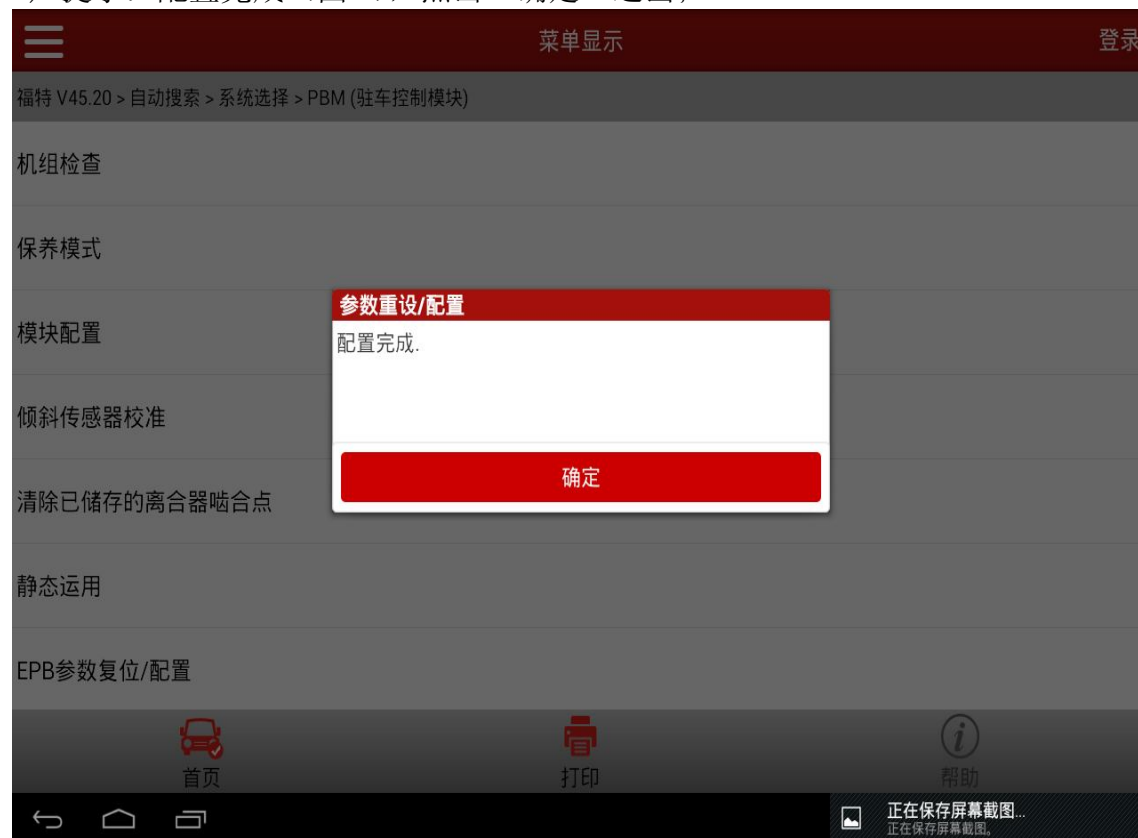 菜单显示
登录
福特 V45.20 > 自动搜索 > 系统选择 > PBM (驻车控制模块)
机组检查
保养模式
参数重设/配置
模块配置
配置完成.
倾斜传感器校准
确定
清除已储存的离合器啮合点
静态运用
EPB参数复位/配置
首页
打印
帮助
正在保存屏幕截图...
正在保存屏幕截图。